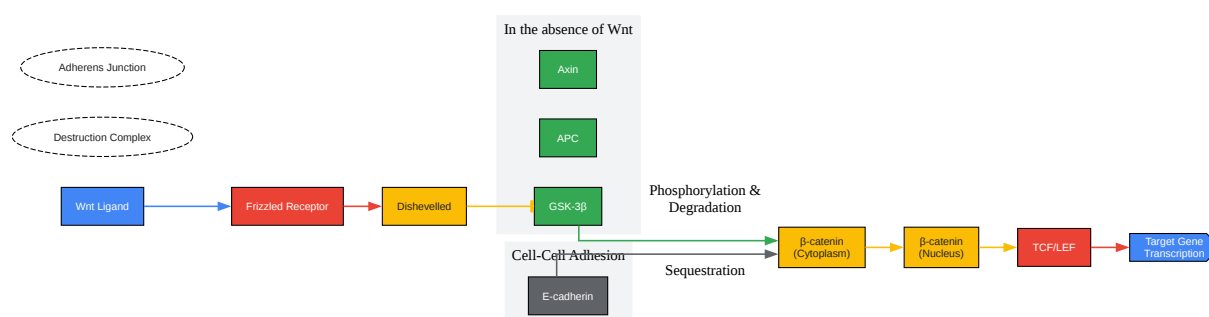 In the absence of Wnt
Adherens Junction
Axin
Destruction Complex
APC
Wnt Ligand
Frizzled Receptor
Dishevelled
GSK-3β
Phosphorylation &
Degradation
Cell-Cell Adhesion
Sequestration
E-cadherin
β-catenin
(Cytoplasm)
β-catenin
(Nucleus)
TCF/LEF
Target Gene
Transcription